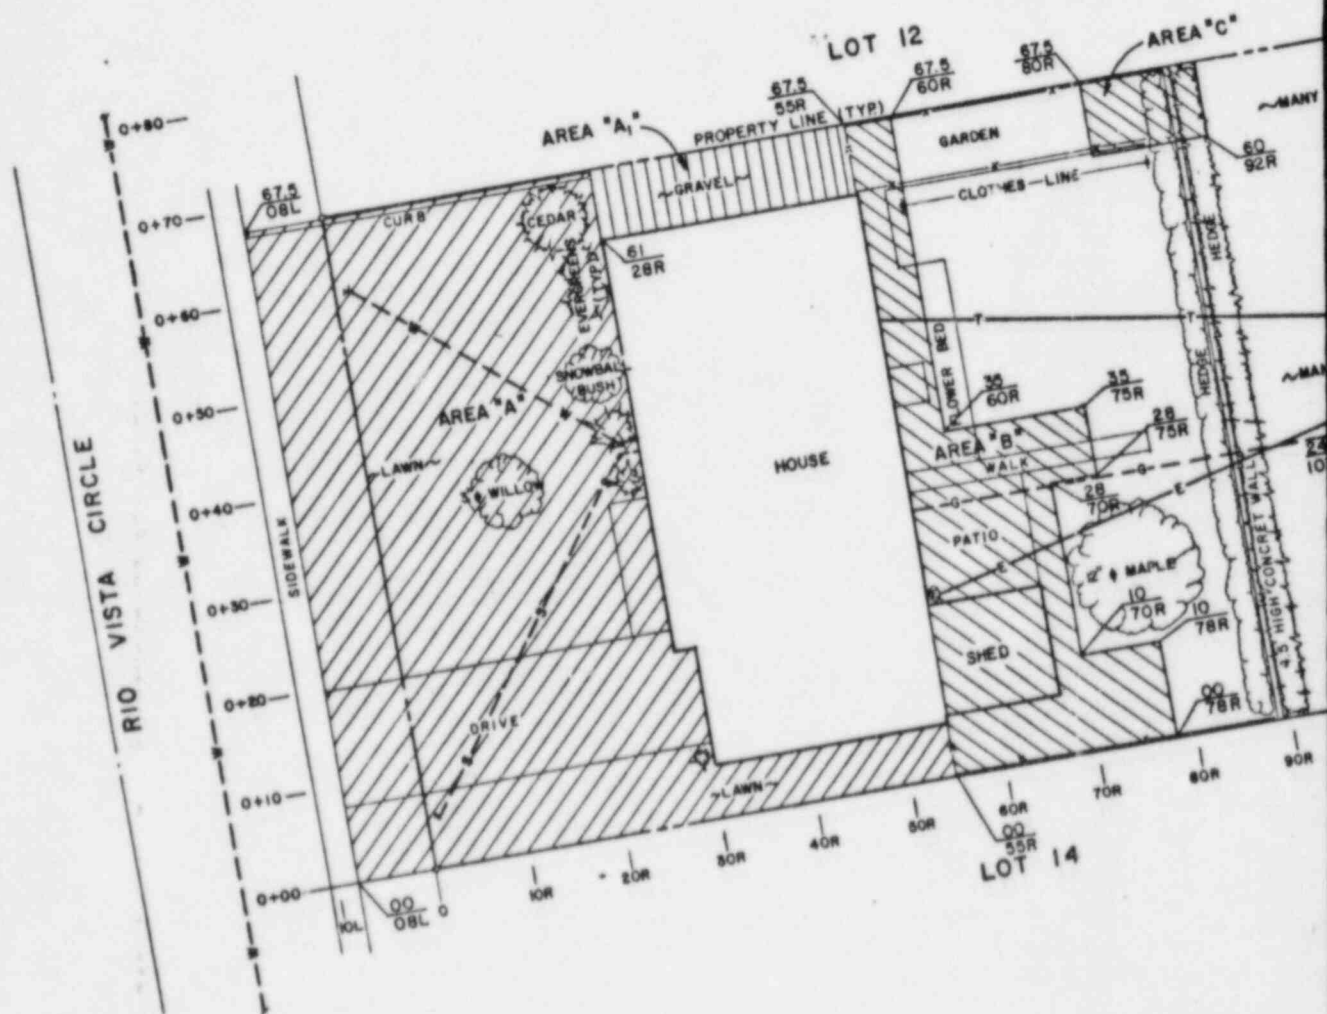 LOT 12
AREA "C"
67.5
80R
67.5
60R
67.5
55R
PROPERTY LINE (TYP.)
AREA "A₁"
~MANY
GARDEN
60
92R
~GRAVEL~
CLOTHES-LINE
0+80
67.5
08L
0+70
CURB
CEDAR
EVERGREENS
(TYP.)
61
28R
HEDGE
0+60
W
T
T
FLOWER BED
SNOWBALL
BUSH
HEDGE
0+50
AREA "A"
35
60R
35
75R
28
75R
AREA "B"
WALK
G
G
HOUSE
~LAWN~
WILLOW
0+40
28
70R
24
10
E
E
PATIO
12" ⌀ MAPLE
RIO VISTA CIRCLE
SIDEWALK
4.5' HIGH CONCRET WALL
0+30
S
S
10
70R
10
78R
SHED
0+20
DRIVE
00
78R
0+10
~LAWN~
90R
80R
70R
60R
50R
40R
30R
20R
10R
0
00
55R
LOT 14
0+00
00
08L
10L
W
W
W
W